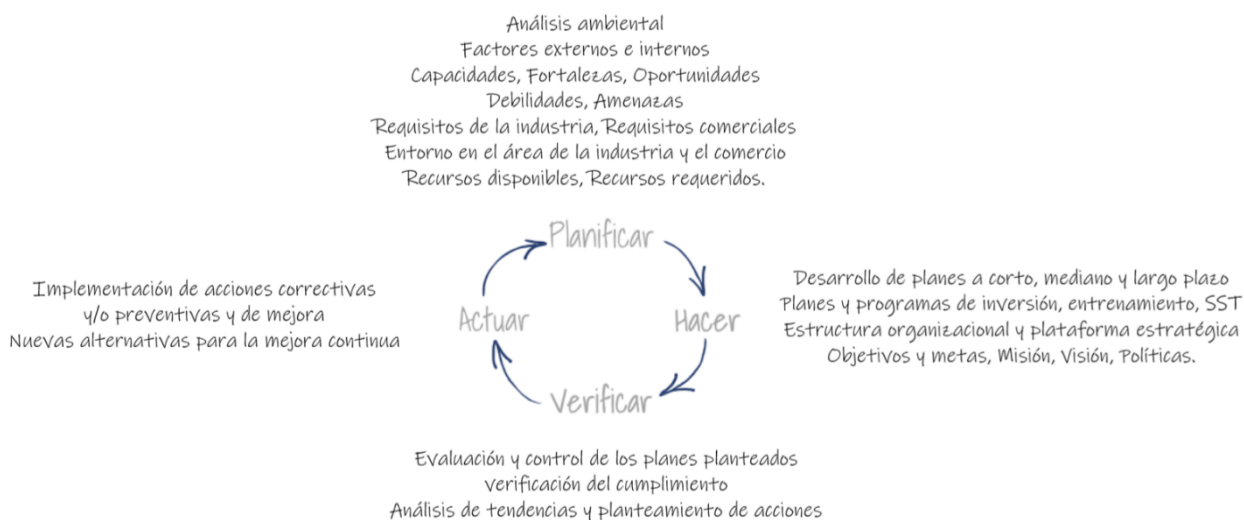 Análisis ambiental
Factores externos e internos
Capacidades, Fortalezas, Oportunidades
Debilidades, Amenazas
Requisitos de la industria, Requisitos comerciales
Entorno en el área de la industria y el comercio
Recursos disponibles, Recursos requeridos.
Planificar
Implementación de acciones correctivas
y/o preventivas y de mejora
Nuevas alternativas para la mejora continua
Actuar
Hacer
Desarrollo de planes a corto, mediano y largo plazo
Planes y programas de inversión, entrenamiento, SST
Estructura organizacional y plataforma estratégica
Objetivos y metas, Misión, Visión, Políticas.
Verificar
Evaluación y control de los planes planteados
Verificación del cumplimiento
Análisis de tendencias y planteamiento de acciones